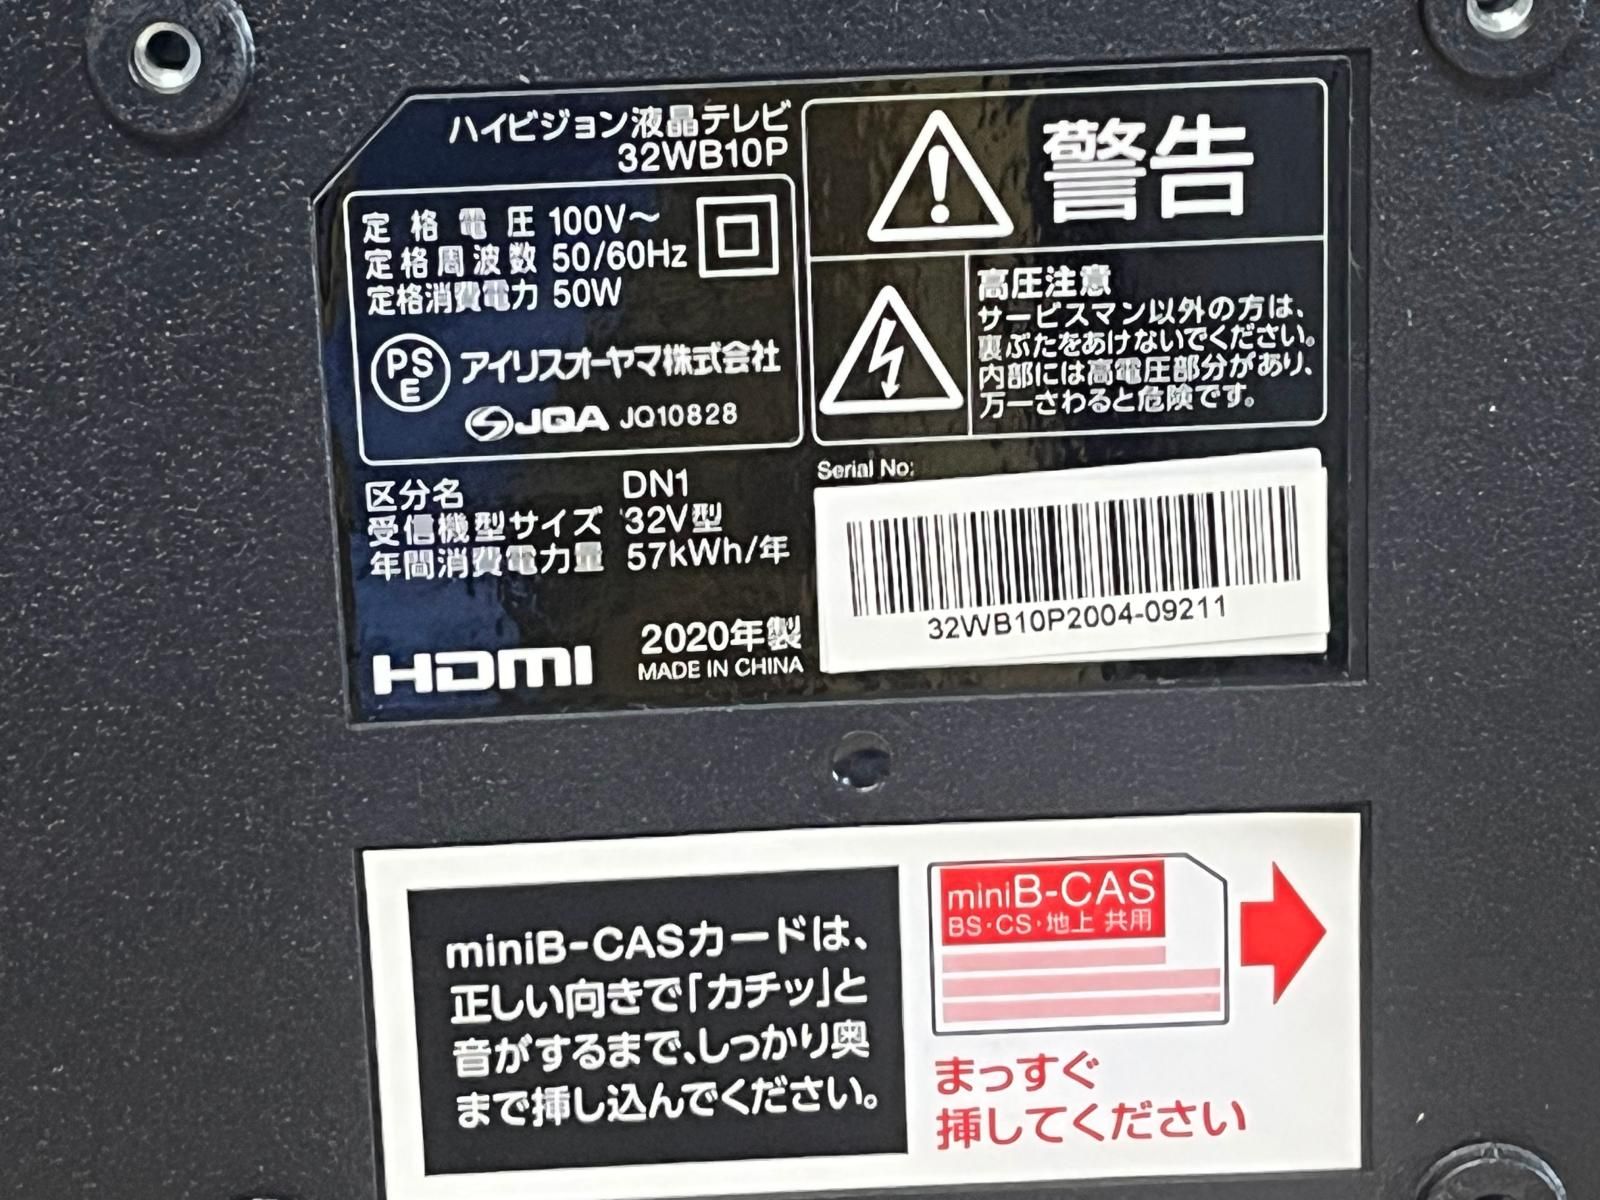 ハイビジョン液晶テレビ
32WB10P
定格電圧 100V～
定格周波数 50/60Hz
定格消費電力 50W
PSE
アイリスオーヤマ株式会社
JQA JQ10828
警告
高圧注意
サービスマン以外の方は、
裏ぶたをあけないでください。
内部には高電圧部分があり、
万一さわると危険です。
区分名 DN1
受信機型サイズ 32V型
年間消費電力量 57kWh/年
HDMI
2020年製
MADE IN CHINA
Serial No:
32WB10P2004-09211
miniB-CASカードは、
正しい向きで「カチッ」と
音がするまで、しっかり奥
まで挿し込んでください。
miniB-CAS
BS・CS・地上 共用
まっすぐ
挿してください